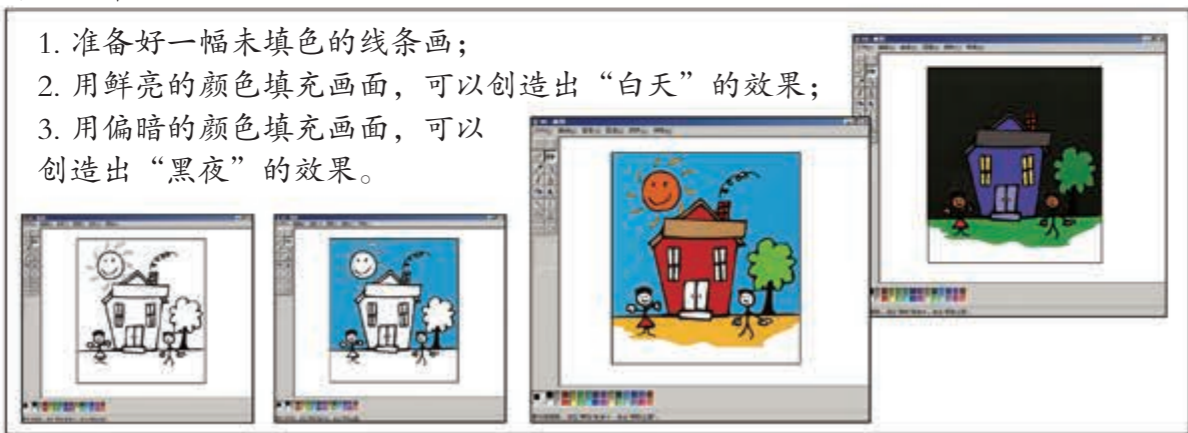 1. 准备好一幅未填色的线条画；
2. 用鲜亮的颜色填充画面，可以创造出“白天”的效果；
3. 用偏暗的颜色填充画面，可以
创造出“黑夜”的效果。